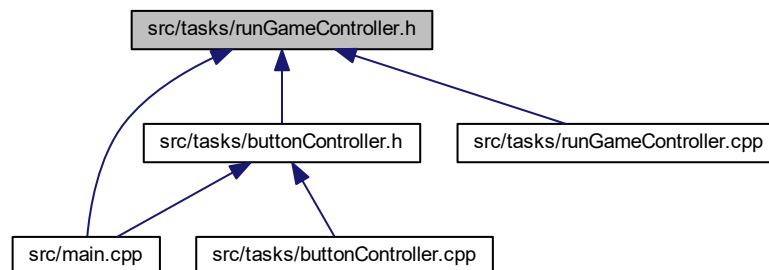 src/tasks/runGameController.h
src/tasks/buttonController.h
src/tasks/runGameController.cpp
src/main.cpp
src/tasks/buttonController.cpp